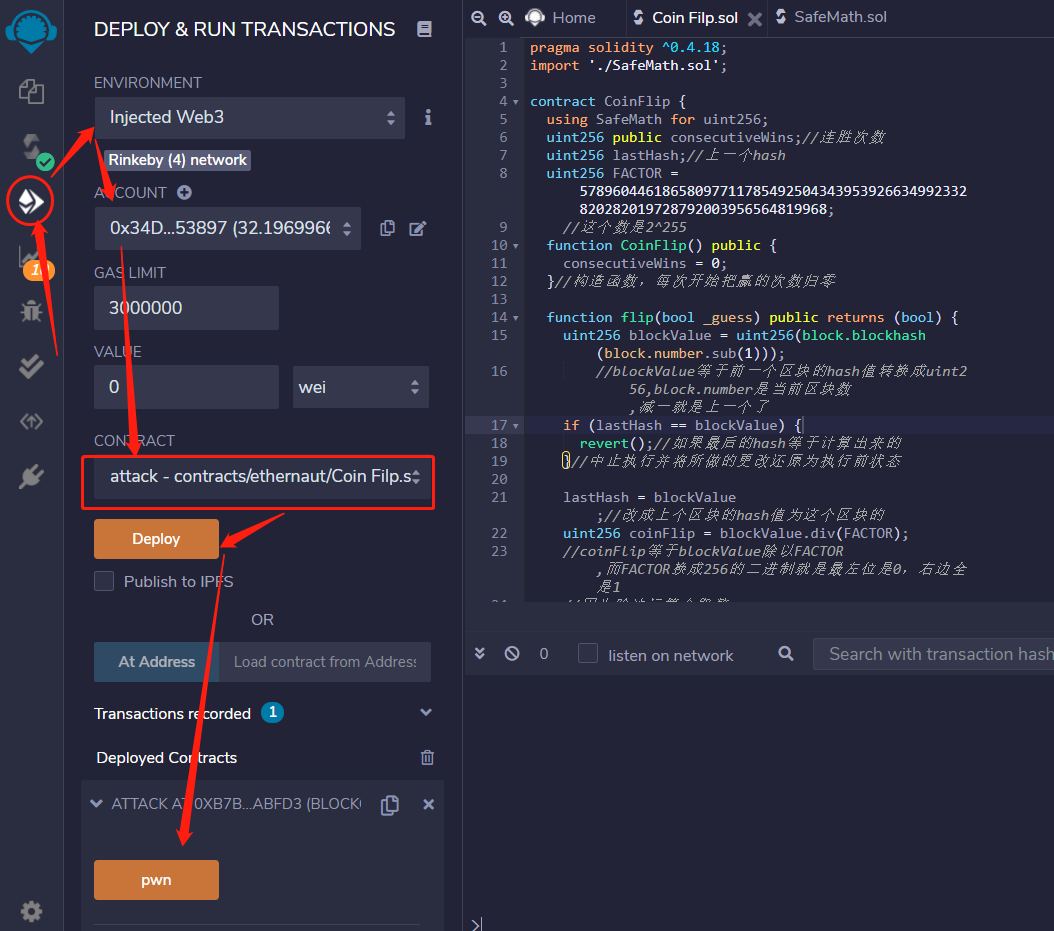 DEPLOY & RUN TRANSACTIONS
ENVIRONMENT
Injected Web3
Rinkeby (4) network
ACCOUNT
0x34D...53897 (32.1969966
GAS LIMIT
3000000
VALUE
0
wei
CONTRACT
attack - contracts/ethernaut/Coin Filp.s
Deploy
Publish to IPFS
OR
At Address
Load contract from Address
Transactions recorded
1
Deployed Contracts
ATTACK AT 0XB7B...ABFD3 (BLOCKC
pwn
Home
Coin Filp.sol
SafeMath.sol
1 pragma solidity ^0.4.18;
2 import './SafeMath.sol';
3
4 contract CoinFlip {
5 using SafeMath for uint256;
6 uint256 public consecutiveWins;//连胜次数
7 uint256 lastHash;//上一个hash
8 uint256 FACTOR =
57896044618658097711785492504343953926634992332
820282019728792003956564819968;
9 //这个数是2^255
10 function CoinFlip() public {
11 consecutiveWins = 0;
12 }//构造函数，每次开始把赢的次数归零
13
14 function flip(bool _guess) public returns (bool) {
15 uint256 blockValue = uint256(block.blockhash
(block.number.sub(1)));
16 //blockValue等于前一个区块的hash值转换成uint2
56,block.number是当前区块数
,减一就是上一个了
17 if (lastHash == blockValue) {
18 revert();//如果最后的hash等于计算出来的
19 }//中止执行并将所做的更改还原为执行前状态
20
21 lastHash = blockValue
;//改成上个区块的hash值为这个区块的
22 uint256 coinFlip = blockValue.div(FACTOR);
23 //coinFlip等于blockValue除以FACTOR
,而FACTOR换成256的二进制就是最左位是0，右边全
是1
0
listen on network
Search with transaction hash
>